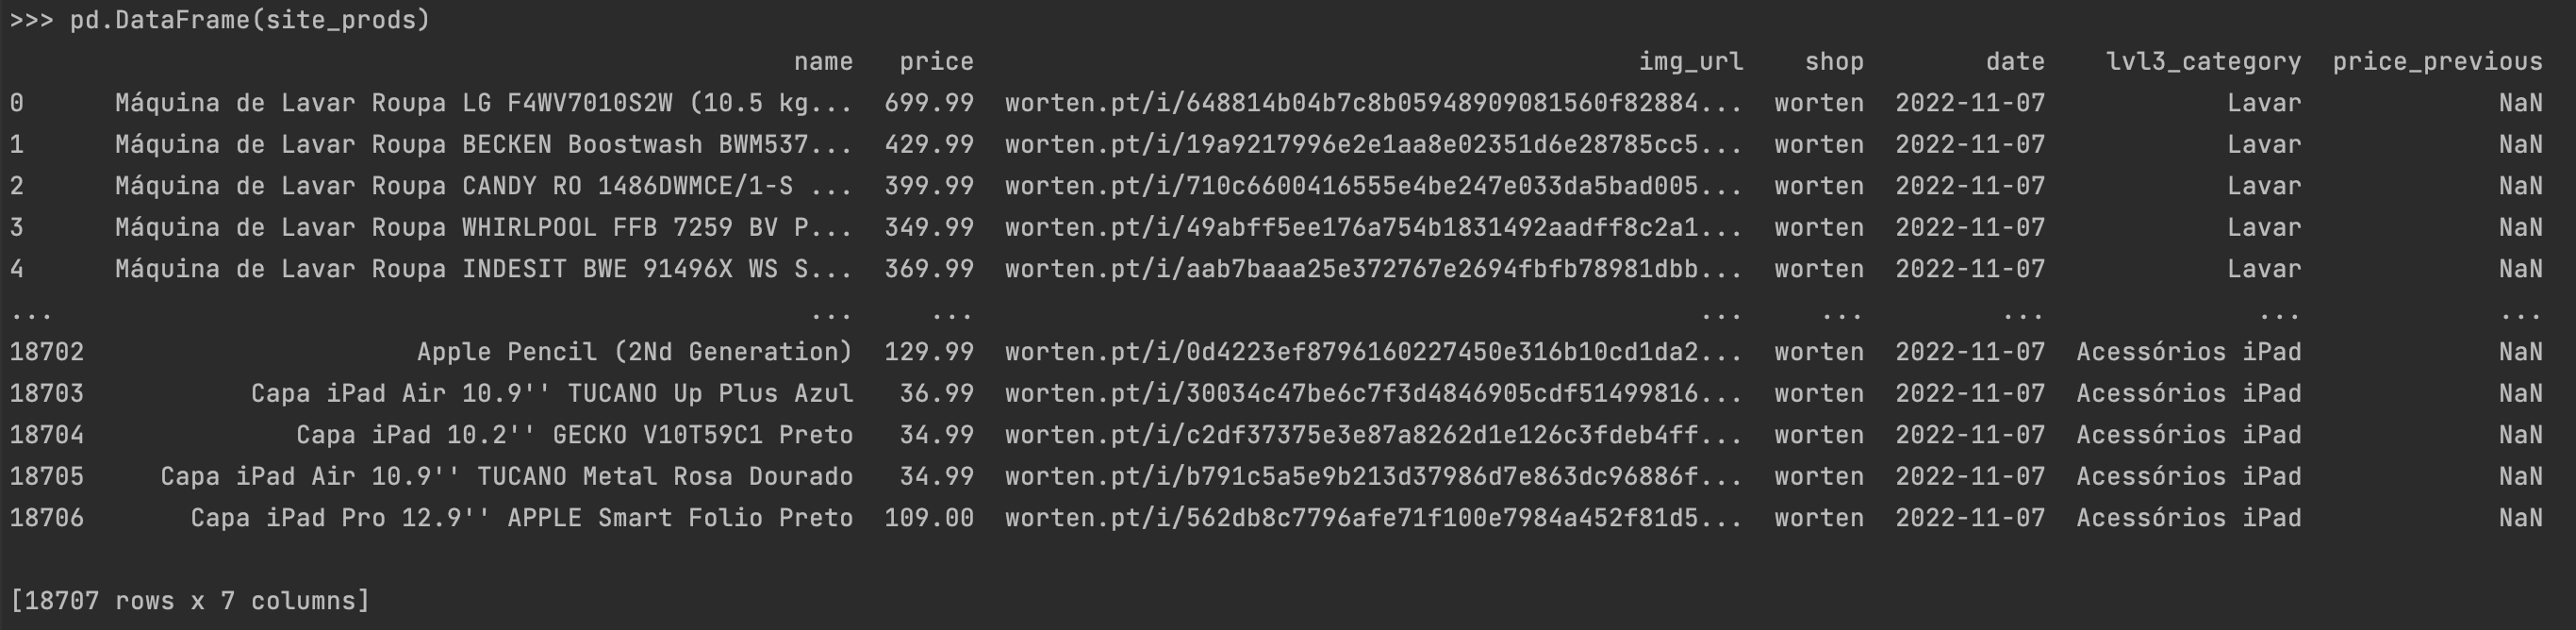 >>> pd.DataFrame(site_prods)
name price img_url shop date lvl3_category price_previous
0 Máquina de Lavar Roupa LG F4WV7010S2W (10.5 kg... 699.99 worten.pt/i/648814b04b7c8b05948909081560f82884... worten 2022-11-07 Lavar NaN
1 Máquina de Lavar Roupa BECKEN Boostwash BWM537... 429.99 worten.pt/i/19a9217996e2e1aa8e02351d6e28785cc5... worten 2022-11-07 Lavar NaN
2 Máquina de Lavar Roupa CANDY RO 1486DWMCE/1-S ... 399.99 worten.pt/i/710c6600416555e4be247e033da5bad005... worten 2022-11-07 Lavar NaN
3 Máquina de Lavar Roupa WHIRLPOOL FFB 7259 BV P... 349.99 worten.pt/i/49abff5ee176a754b1831492aadff8c2a1... worten 2022-11-07 Lavar NaN
4 Máquina de Lavar Roupa INDESIT BWE 91496X WS S... 369.99 worten.pt/i/aab7baaa25e372767e2694fbfb78981dbb... worten 2022-11-07 Lavar NaN
... ... ... ... ... ... ... ...
18702 Apple Pencil (2Nd Generation) 129.99 worten.pt/i/0d4223ef8796160227450e316b10cd1da2... worten 2022-11-07 Acessórios iPad NaN
18703 Capa iPad Air 10.9'' TUCANO Up Plus Azul 36.99 worten.pt/i/30034c47be6c7f3d4846905cdf51499816... worten 2022-11-07 Acessórios iPad NaN
18704 Capa iPad 10.2'' GECKO V10T59C1 Preto 34.99 worten.pt/i/c2df37375e3e87a8262d1e126c3fdeb4ff... worten 2022-11-07 Acessórios iPad NaN
18705 Capa iPad Air 10.9'' TUCANO Metal Rosa Dourado 34.99 worten.pt/i/b791c5a5e9b213d37986d7e863dc96886f... worten 2022-11-07 Acessórios iPad NaN
18706 Capa iPad Pro 12.9'' APPLE Smart Folio Preto 109.00 worten.pt/i/562db8c7796afe71f100e7984a452f81d5... worten 2022-11-07 Acessórios iPad NaN
[18707 rows x 7 columns]